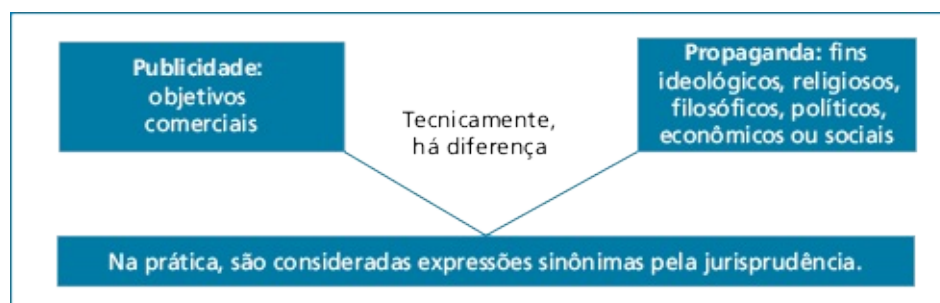 Publicidade:
objetivos
comerciais
Propaganda: fins
ideológicos, religiosos,
filosóficos, políticos,
econômicos ou sociais
Tecnicamente,
há diferença
Na prática, são consideradas expressões sinônimas pela jurisprudência.